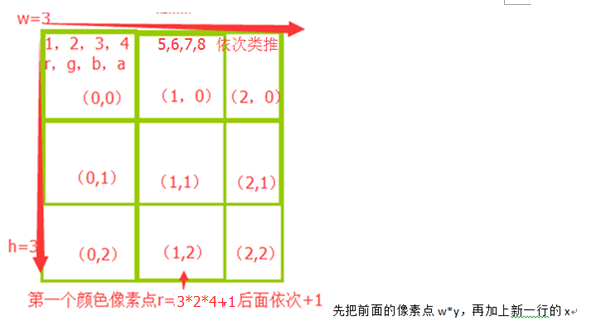 w=3
1，2，3，4
5,6,7,8 依次类推
r，g，b，a
（0,0）
（1，0）
（2，0）
（0,1）
（1,1）
（2,1）
h=3
（0,2）
（1,2）
（2,2）
第一个颜色像素点r=3*2*4+1后面依次+1
先把前面的像素点 w*y，再加上新一行的 x